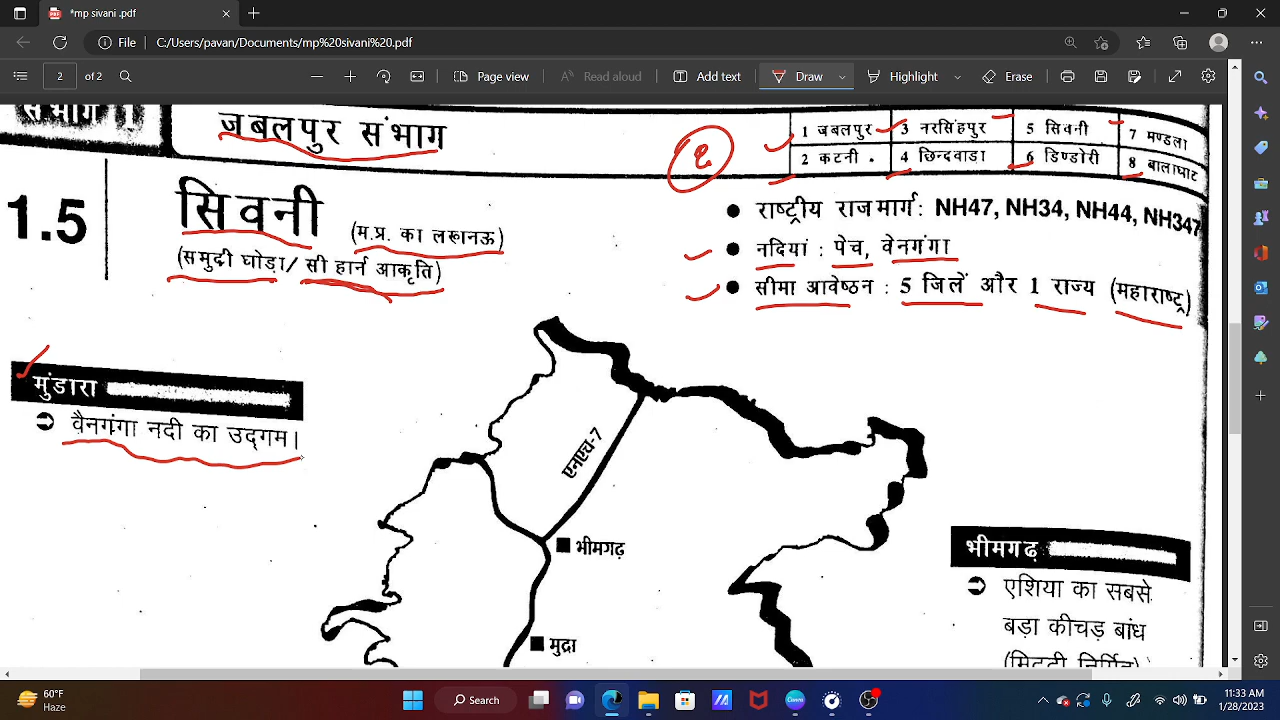 *mp sivani .pdf
File C:/Users/pavan/Documents/mp%20sivani%20.pdf
2 of 2 Page view Read aloud Add text Draw Highlight Erase
संभाग
जबलपुर संभाग
1 जबलपुर 3 नरसिंहपुर 5 सिवनी 7 मण्डला
2 कटनी 4 छिन्दवाडा 6 डिण्डोरी 8 बालाघाट
1.5 सिवनी (म.प्र. का लखनऊ)
(समुद्री घोड़ा/ सी हार्न आकृति)
● राष्ट्रीय राजमार्ग: NH47, NH34, NH44, NH347
● नदियां : पेच, वेनगंगा
● सीमा आवेष्ठन : 5 जिलें और 1 राज्य (महाराष्ट्र)
मुंडारा
➲ वैनगंगा नदी का उद्गम।
एनएच-7
भीमगढ़
मुद्रा
भीमगढ़
➲ एशिया का सबसे
बड़ा कीचड़ बांध
(मिट्टी निर्मित)
60°F
Haze
Search
11:33 AM
1/28/2023